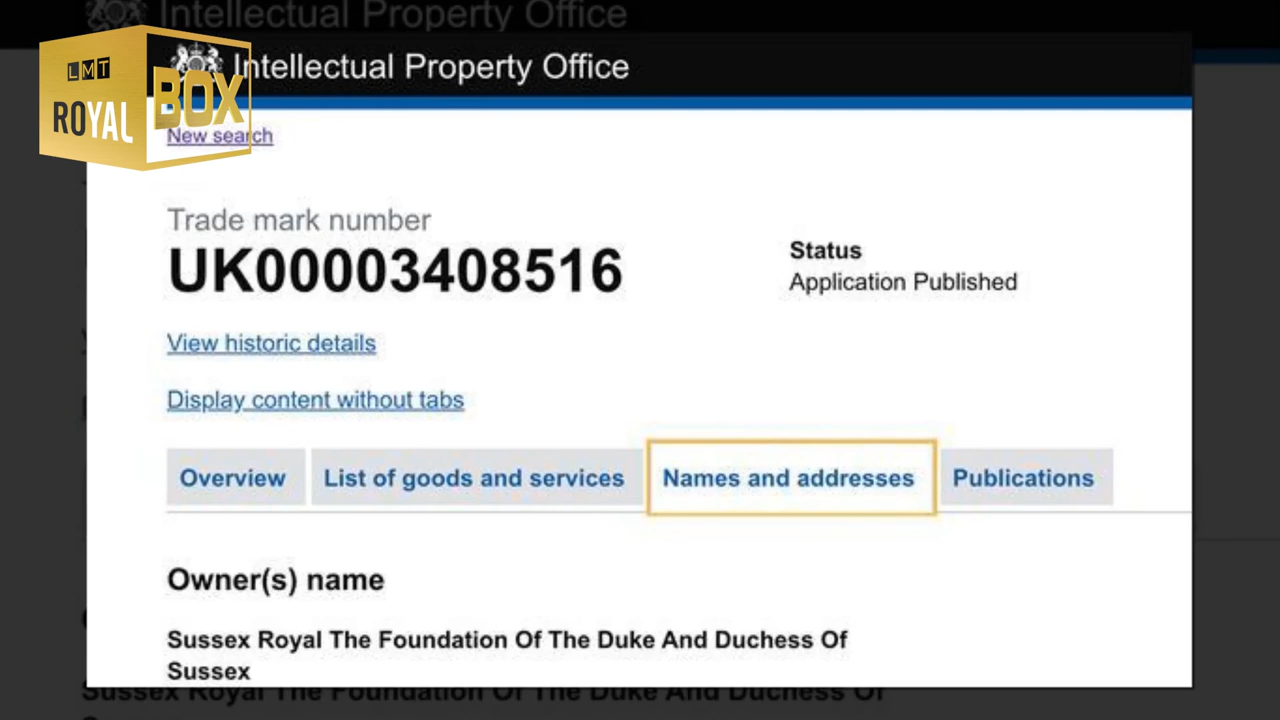 Intellectual Property Office
LMT
ROYAL
BOX
Intellectual Property Office
New search
Trade mark number
UK00003408516
Status
Application Published
View historic details
Display content without tabs
Overview
List of goods and services
Names and addresses
Publications
Owner(s) name
Sussex Royal The Foundation Of The Duke And Duchess Of
Sussex
Sussex Royal The Foundation Of The Duke And Duchess Of